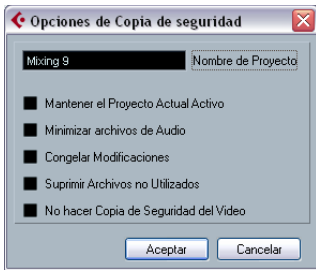 Opciones de Copia de seguridad
Mixing 9 Nombre de Proyecto
Mantener el Proyecto Actual Activo
Minimizar archivos de Audio
Congelar Modificaciones
Suprimir Archivos no Utilizados
No hacer Copia de Seguridad del Video
Aceptar Cancelar